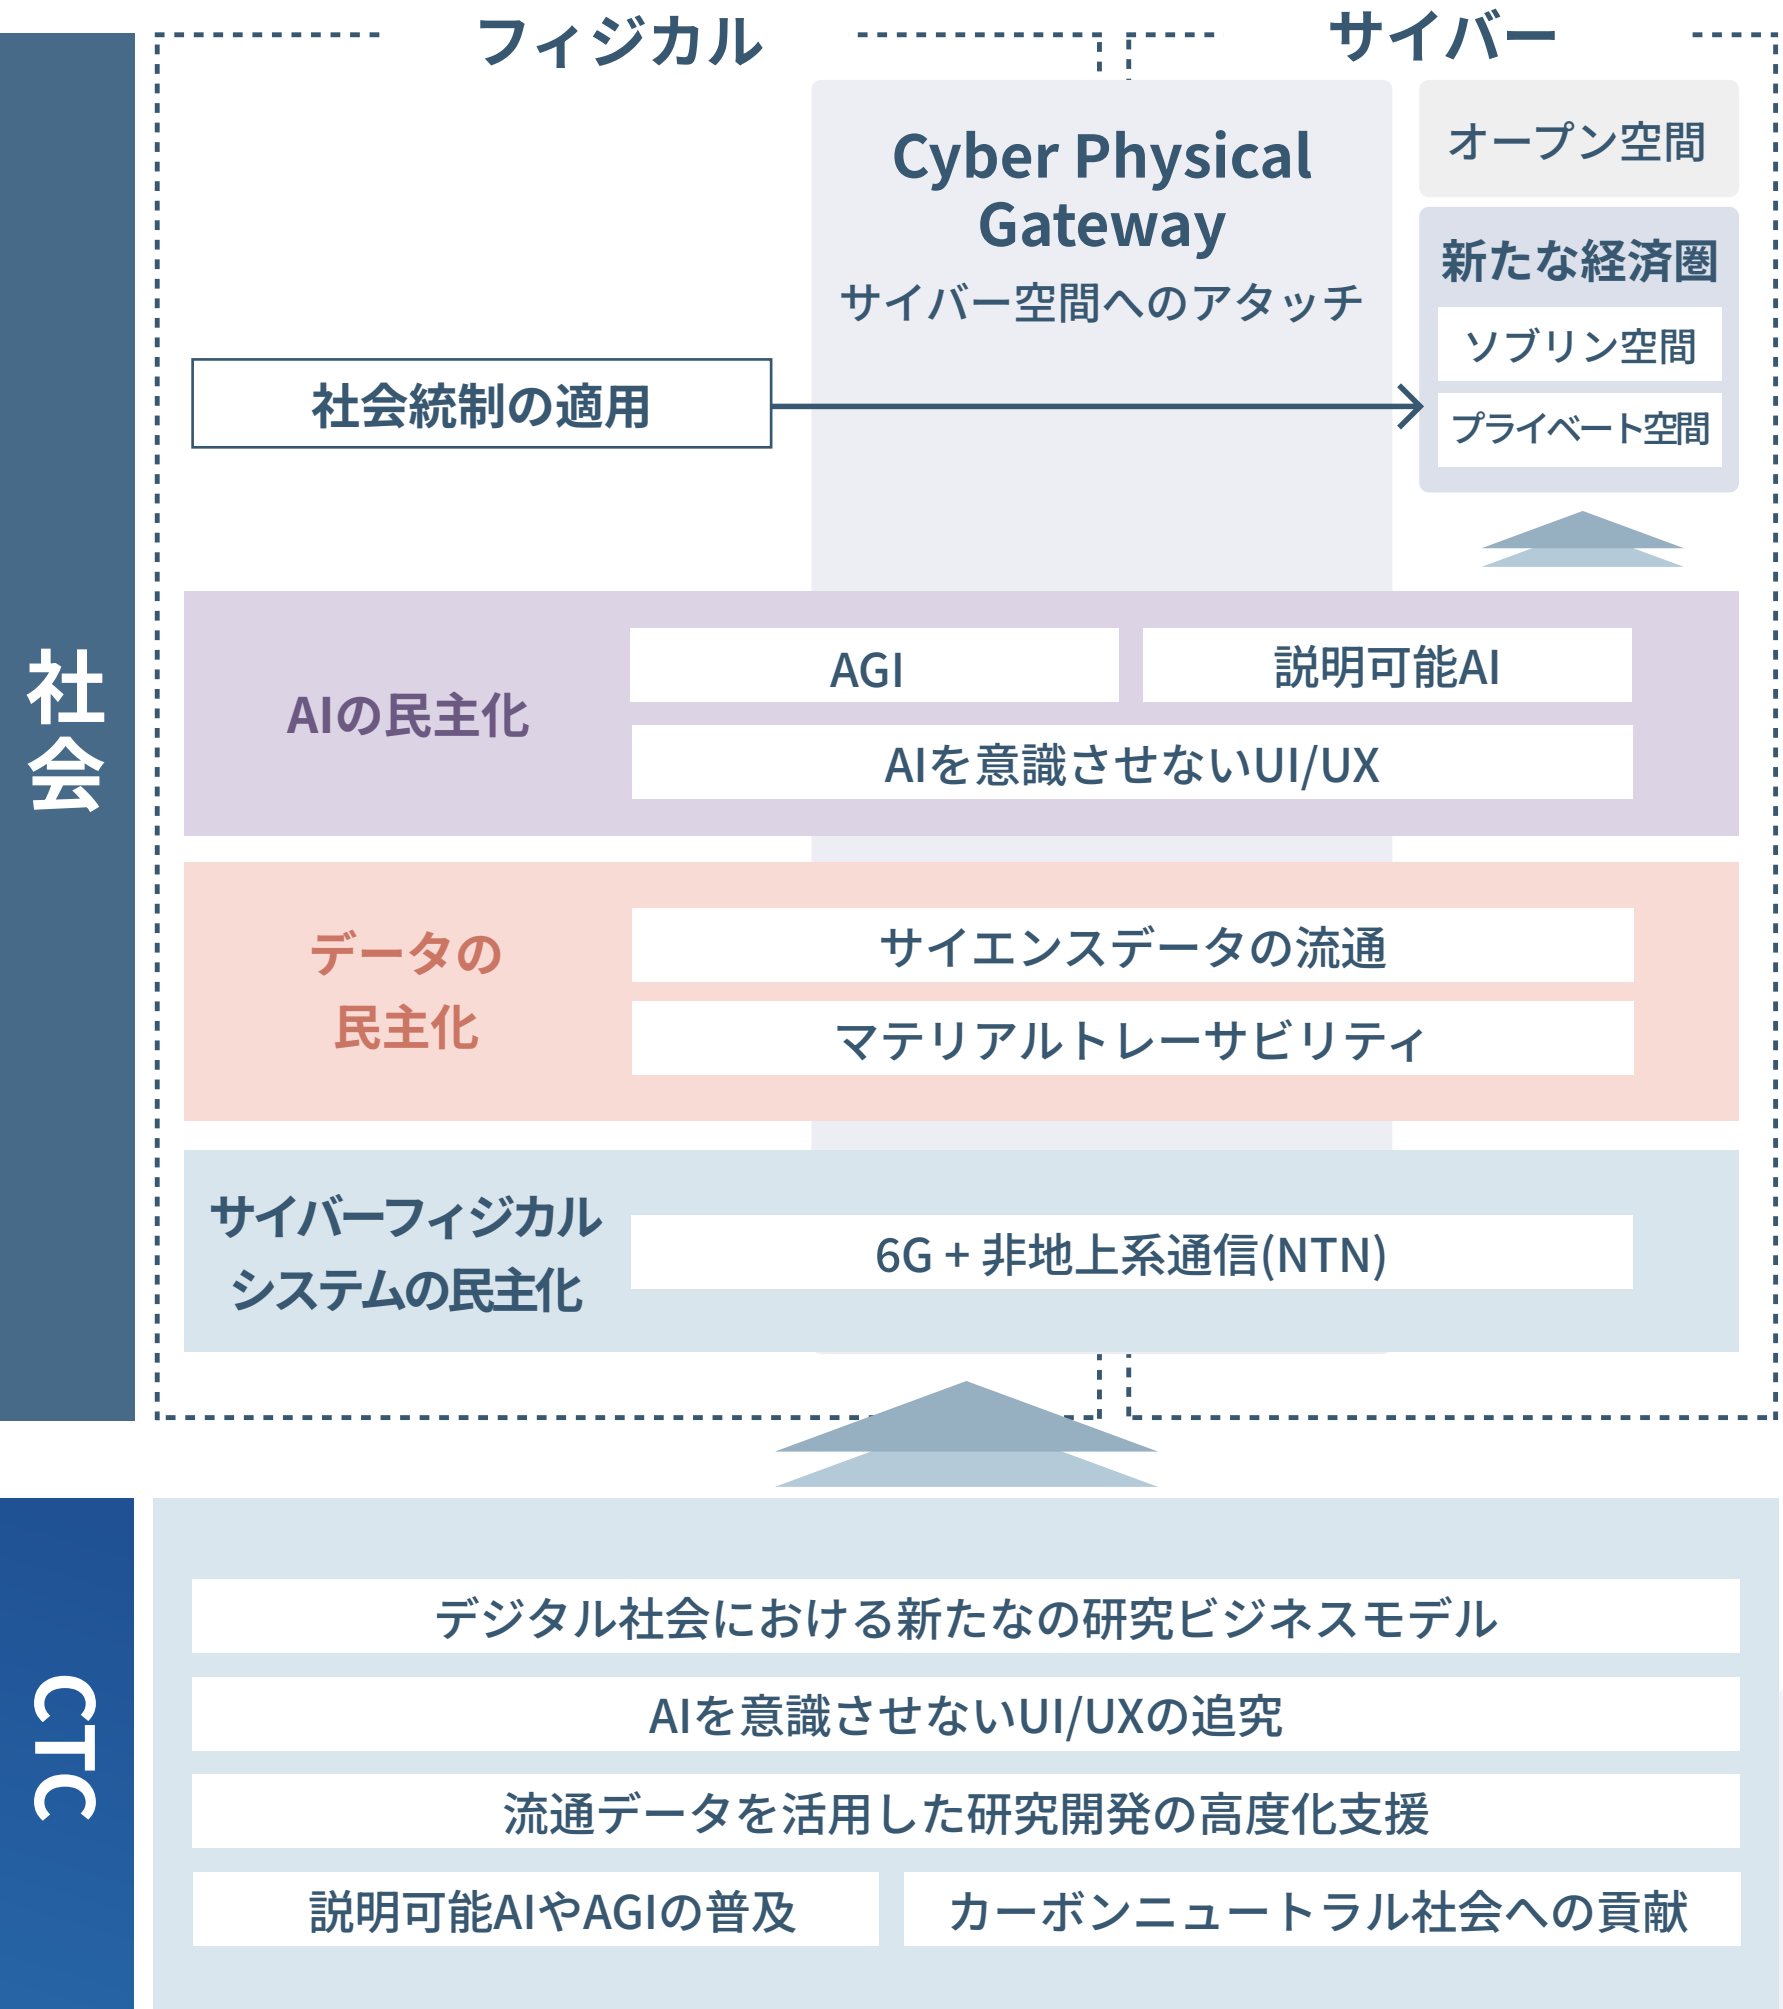 フィジカル
サイバー
社会
Cyber Physical
Gateway
サイバー空間へのアタッチ
オープン空間
新たな経済圏
ソブリン空間
プライベート空間
社会統制の適用
AIの民主化
AGI
説明可能AI
AIを意識させないUI/UX
データの
民主化
サイエンスデータの流通
マテリアルトレーサビリティ
サイバーフィジカル
システムの民主化
6G + 非地上系通信(NTN)
CTC
デジタル社会における新たなの研究ビジネスモデル
AIを意識させないUI/UXの追究
流通データを活用した研究開発の高度化支援
説明可能AIやAGIの普及
カーボンニュートラル社会への貢献